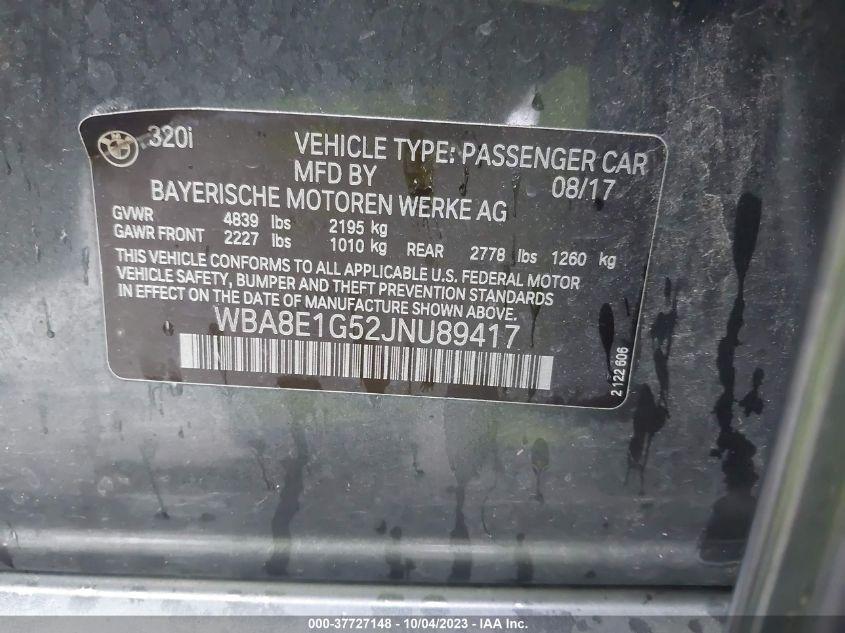 320i VEHICLE TYPE: PASSENGER CAR
MFD BY 08/17
BAYERISCHE MOTOREN WERKE AG
GVWR 4839 lbs 2195 kg
GAWR FRONT 2227 lbs 1010 kg REAR 2778 lbs 1260 kg
THIS VEHICLE CONFORMS TO ALL APPLICABLE U.S. FEDERAL MOTOR
VEHICLE SAFETY, BUMPER AND THEFT PREVENTION STANDARDS
IN EFFECT ON THE DATE OF MANUFACTURE SHOWN ABOVE.
WBA8E1G52JNU89417
2 122 606
000-37727148 - 10/04/2023 - IAA Inc.